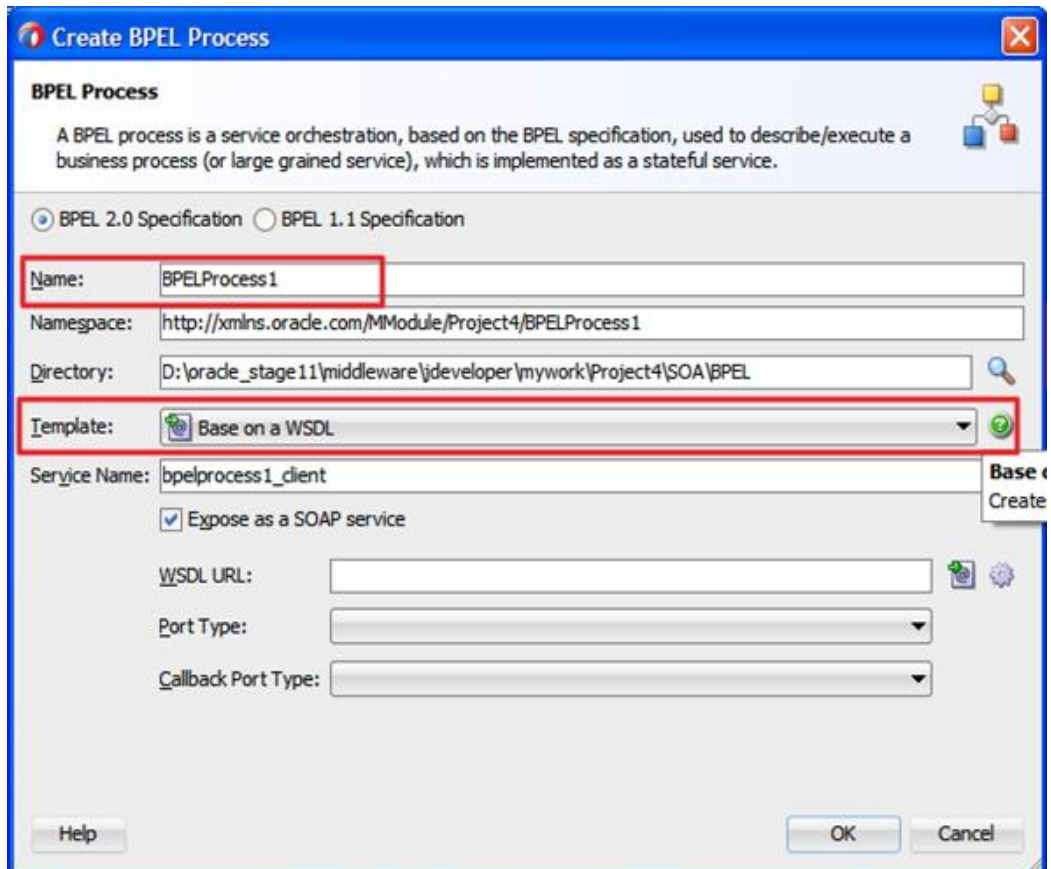 Create BPEL Process
BPEL Process
A BPEL process is a service orchestration, based on the BPEL specification, used to describe/execute a
business process (or large grained service), which is implemented as a stateful service.
BPEL 2.0 Specification BPEL 1.1 Specification
Name: BPELProcess1
Namespace: http://xmlns.oracle.com/MModule/Project4/BPELProcess1
Directory: D:\oracle_stage11\middleware\jdeveloper\mywork\Project4\SOA\BPEL
Template: Base on a WSDL
Service Name: bpelprocess1_client
Base
Create
Expose as a SOAP service
WSDL URL:
Port Type:
Callback Port Type:
Help OK Cancel